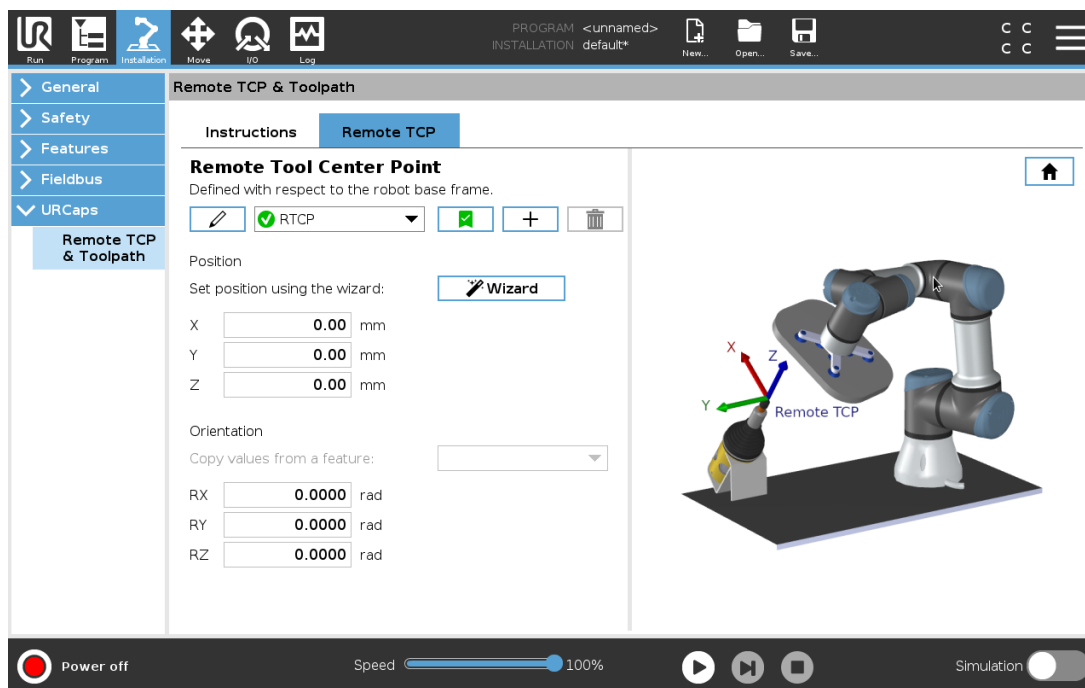 PROGRAM <unnamed>
INSTALLATION default*
UR
Run
Program
Installation
Move
I/O
Log
New...
Open...
Save...
C C
C C
General
Safety
Features
Fieldbus
URCaps
Remote TCP
& Toolpath
Remote TCP & Toolpath
Instructions
Remote TCP
Remote Tool Center Point
Defined with respect to the robot base frame.
RTCP
Position
Set position using the wizard:
Wizard
X 0.00 mm
Y 0.00 mm
Z 0.00 mm
Orientation
Copy values from a feature:
RX 0.0000 rad
RY 0.0000 rad
RZ 0.0000 rad
X
Z
Y
Remote TCP
Power off
Speed
100%
Simulation